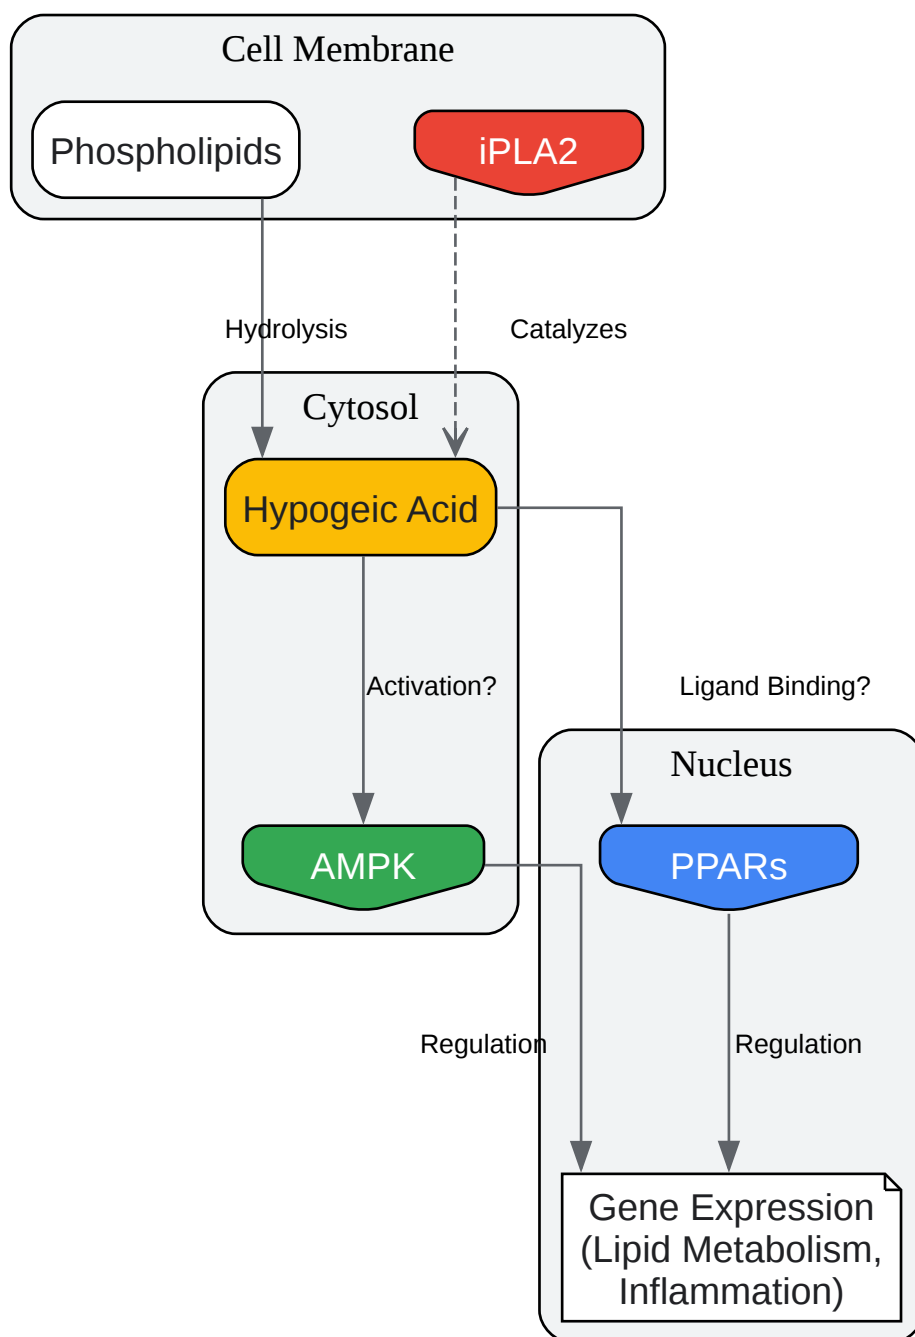 Cell Membrane
Phospholipids
iPLA2
Hydrolysis
Catalyzes
Cytosol
Hypogeic Acid
Activation?
Ligand Binding?
Nucleus
AMPK
PPARs
Regulation
Regulation
Gene Expression
(Lipid Metabolism,
Inflammation)